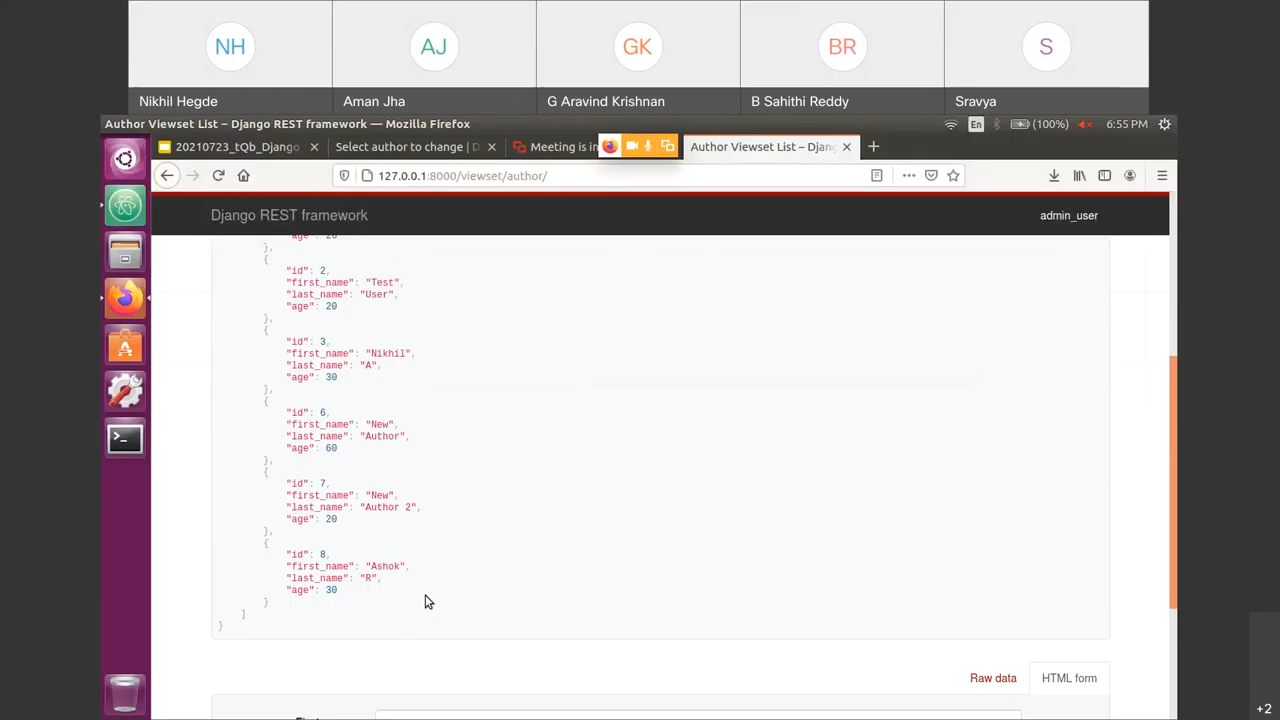 NH
AJ
GK
BR
S
Nikhil Hegde
Aman Jha
G Aravind Krishnan
B Sahithi Reddy
Sravya
Author Viewset List – Django REST framework — Mozilla Firefox
En
(100%)
6:55 PM
20210723_tQb_Django
Select author to change | D
Meeting is in
Author Viewset List – Djang
127.0.0.1:8000/viewset/author/
Django REST framework
admin_user
"age": 20
},
{
"id": 2,
"first_name": "Test",
"last_name": "User",
"age": 20
},
{
"id": 3,
"first_name": "Nikhil",
"last_name": "A",
"age": 30
},
{
"id": 6,
"first_name": "New",
"last_name": "Author",
"age": 60
},
{
"id": 7,
"first_name": "New",
"last_name": "Author 2",
"age": 20
},
{
"id": 8,
"first_name": "Ashok",
"last_name": "R",
"age": 30
}
]
}
Raw data
HTML form
First
+2